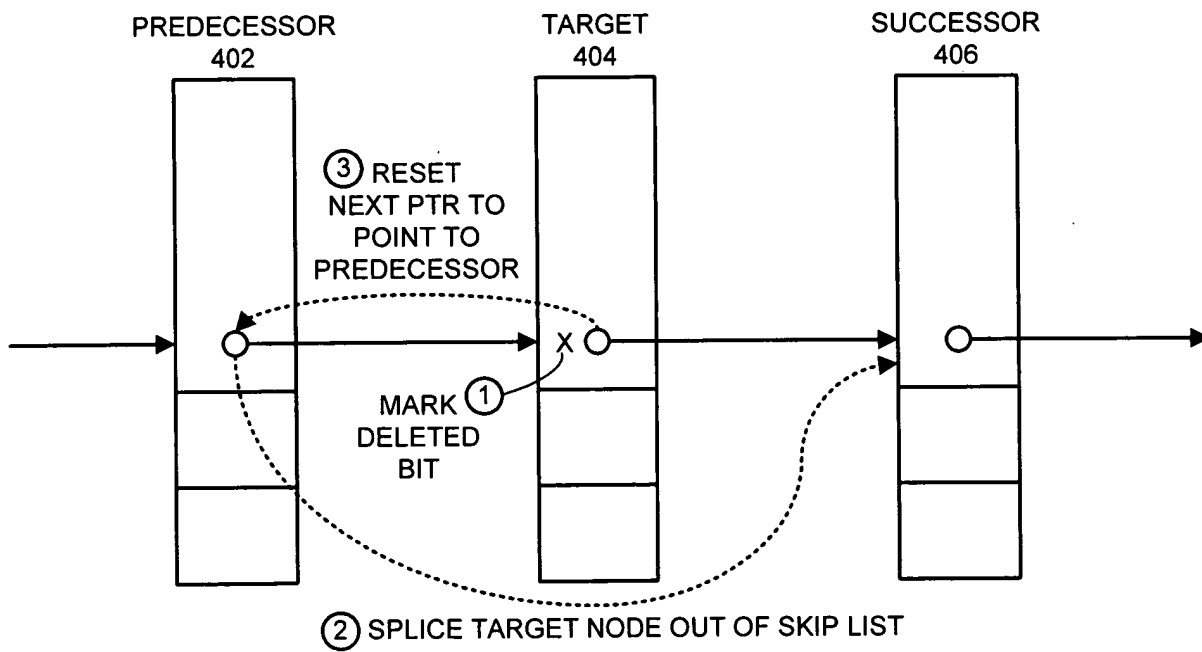 PREDECESSOR
402
TARGET
404
SUCCESSOR
406
③ RESET
NEXT PTR TO
POINT TO
PREDECESSOR
X
MARK ①
DELETED
BIT
② SPLICE TARGET NODE OUT OF SKIP LIST